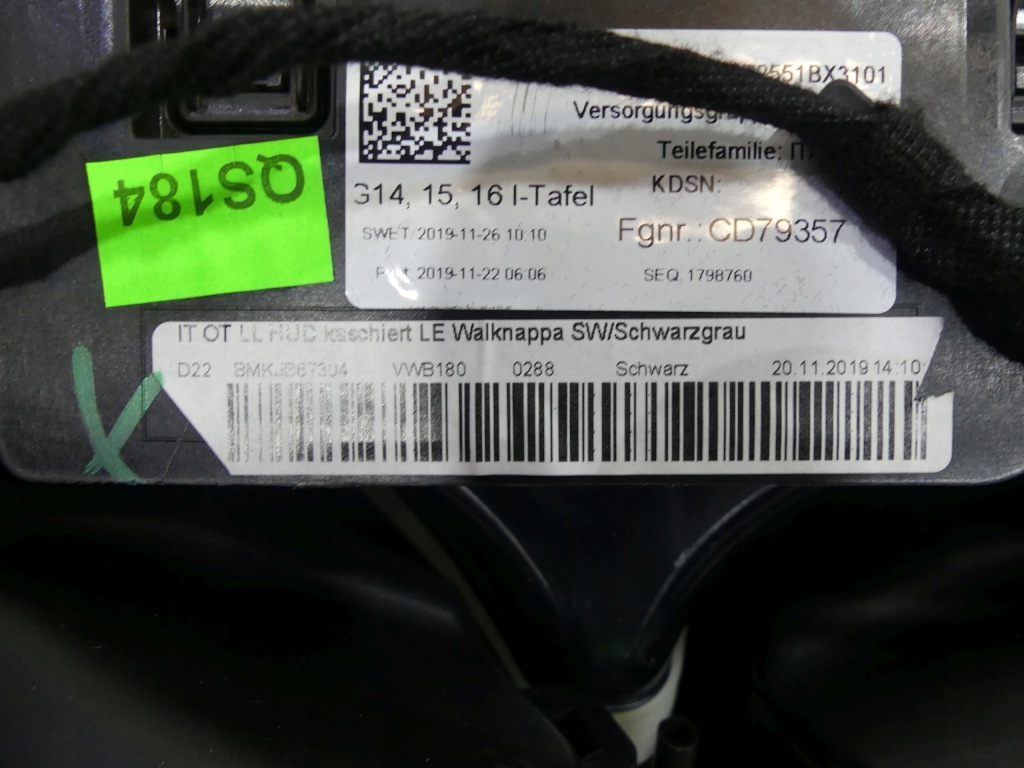 2551BX3101
Teilefamilie:
G14, 15, 16 I-Tafel
KDSN:
SWET 2019-11-26 10:10
Fgnr.: CD79357
2019-11-22 06:06
SEQ. 1798760
QS184
IT OT LL HUD kaschiert LE Walknappa SW/Schwarzgrau
D22 VWB180 0288 Schwarz 20.11.2019 14:10